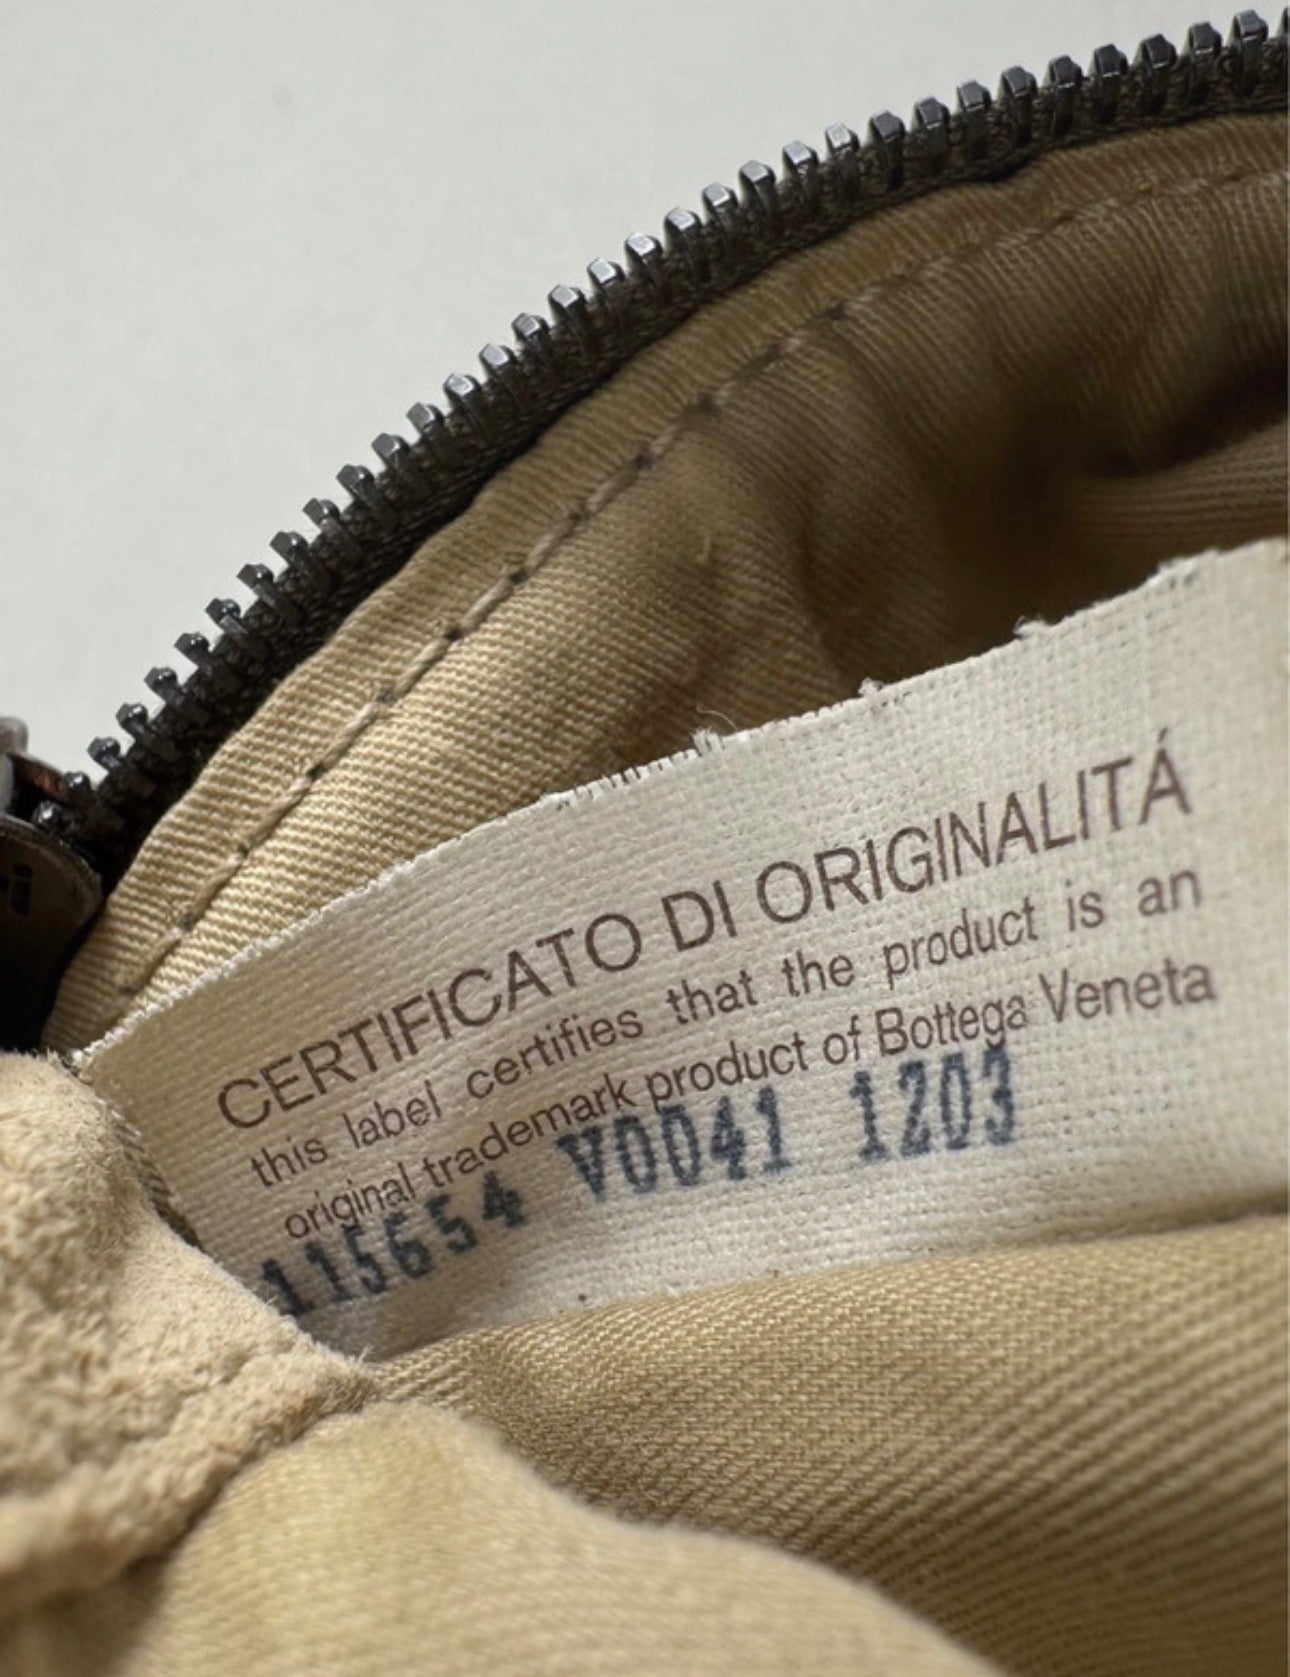 CERTIFICATO DI ORIGINALITÁ
this label certifies that the product is an
original trademark product of Bottega Veneta
115654 V0041 1203